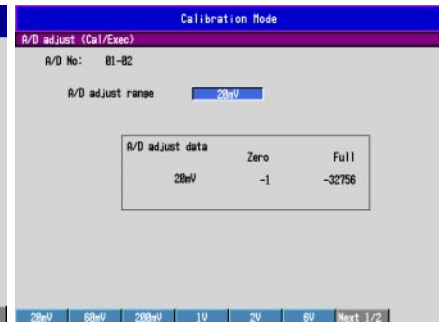 Calibration Mode
A/D adjust (Cal/Exec)
A/D No: 01-02
A/D adjust range 20mV
A/D adjust data
Zero Full
20mV -1 -32756
20mV 60mV 200mV 1V 2V 6V Next 1/2